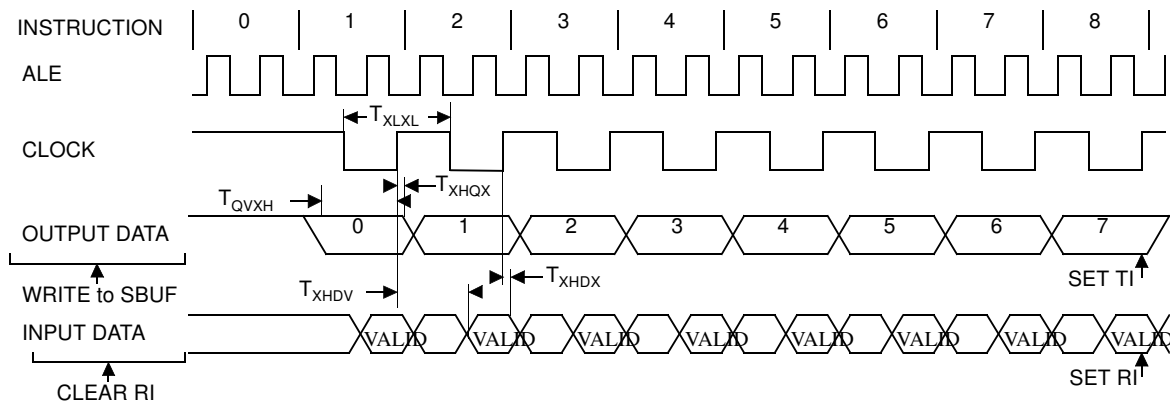 INSTRUCTION 0 1 2 3 4 5 6 7 8
ALE
TXLXL
CLOCK
TXHQX
TQVXH
OUTPUT DATA 0 1 2 3 4 5 6 7
WRITE to SBUF TXHDV TXHDX SET TI
INPUT DATA VALID VALID VALID VALID VALID VALID VALID VALID
CLEAR RI SET RI